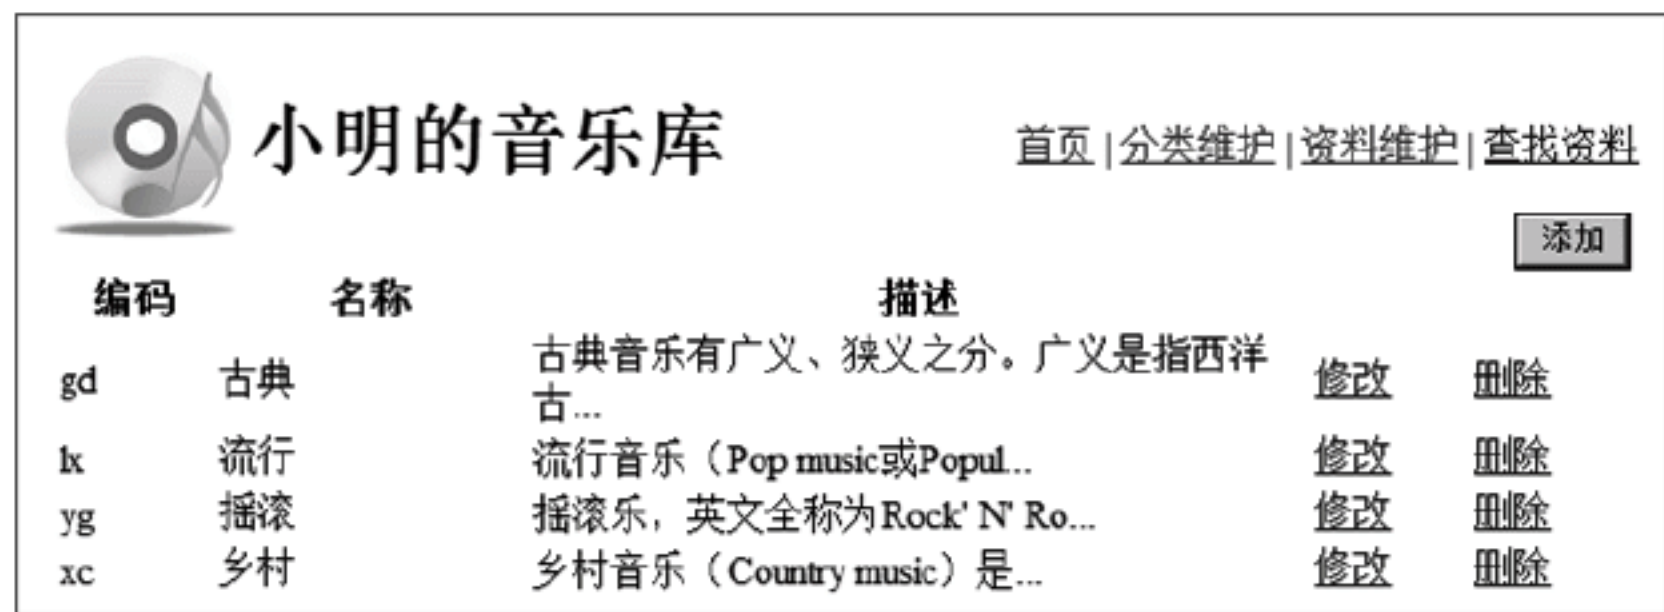 小明的音乐库
首页 | 分类维护 | 资料维护 | 查找资料
添加
编码 名称 描述
gd 古典 古典音乐有广义、狭义之分。广义是指西洋古... 修改 删除
lx 流行 流行音乐（Pop music或Popul... 修改 删除
yg 摇滚 摇滚乐，英文全称为Rock' N' Ro... 修改 删除
xc 乡村 乡村音乐（Country music）是... 修改 删除